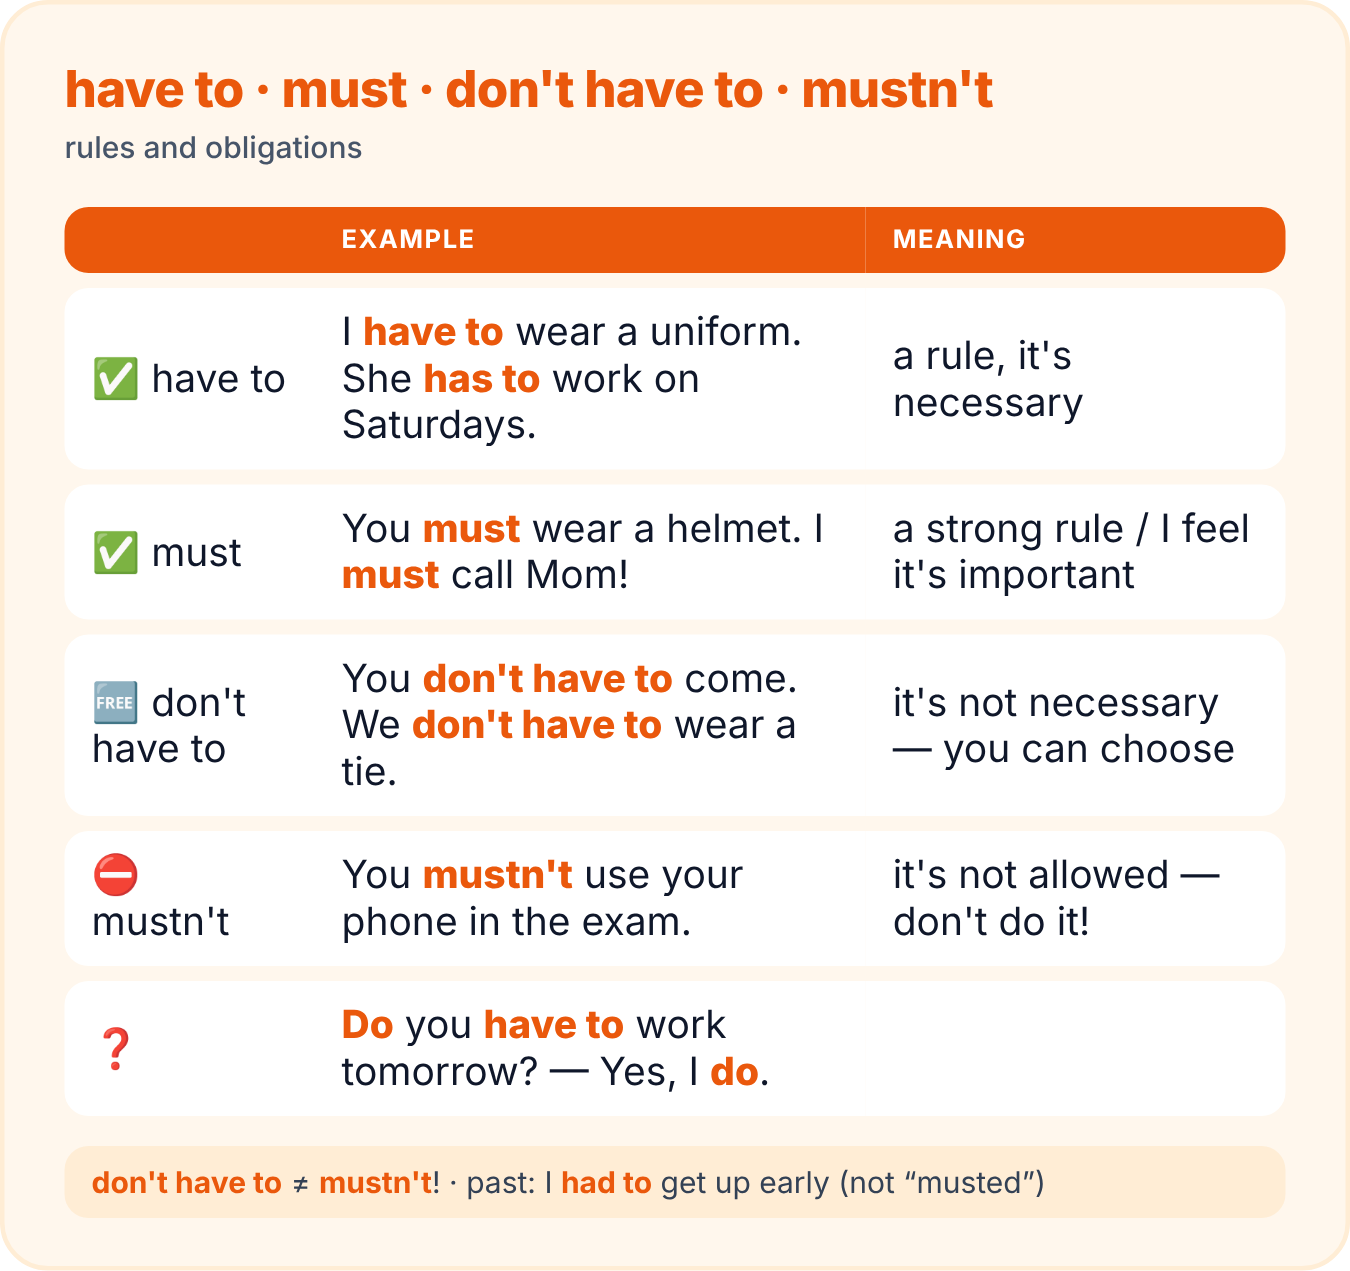 have to · must · don't have to · mustn't
rules and obligations
EXAMPLE MEANING
✅ have to
I have to wear a uniform.
She has to work on
Saturdays.
a rule, it's
necessary
✅ must
You must wear a helmet. I
must call Mom!
a strong rule / I feel
it's important
🆓 don't
have to
You don't have to come.
We don't have to wear a
tie.
it's not necessary
— you can choose
⛔
mustn't
You mustn't use your
phone in the exam.
it's not allowed —
don't do it!
❓
Do you have to work
tomorrow? — Yes, I do.
don't have to ≠ mustn't! · past: I had to get up early (not “musted”)